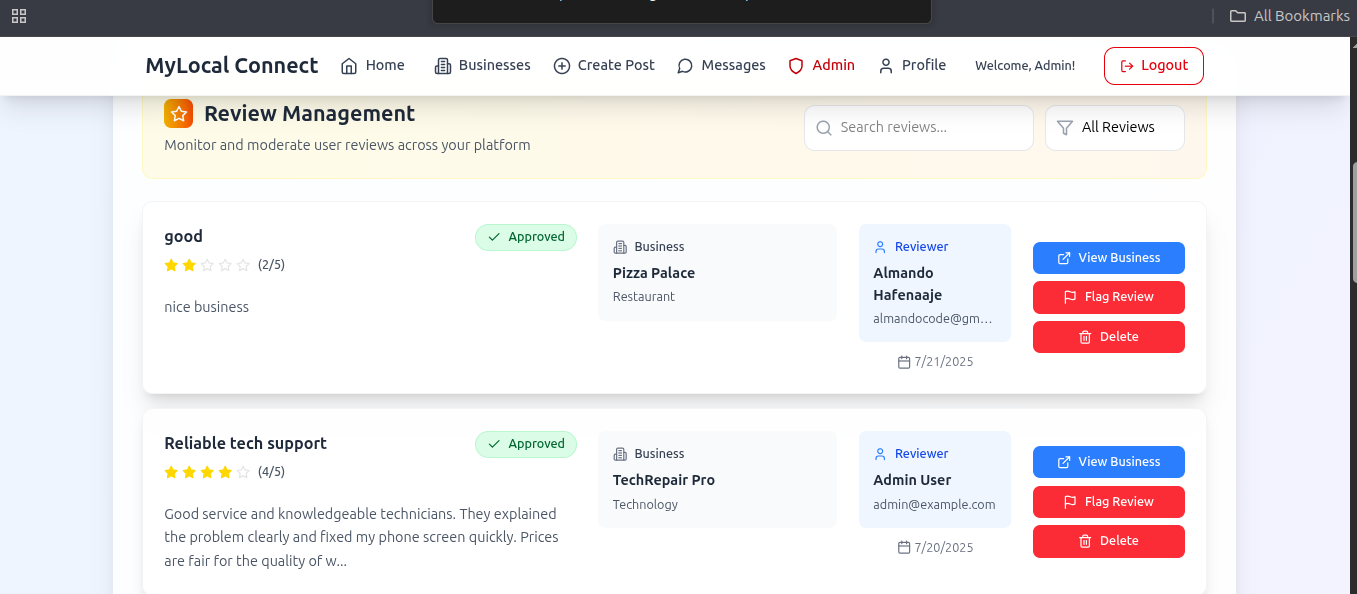 All Bookmarks
MyLocal Connect Home Businesses Create Post Messages Admin Profile Welcome, Admin! Logout
Review Management
Monitor and moderate user reviews across your platform
Search reviews...
All Reviews
good
Approved
(2/5)
nice business
Business
Pizza Palace
Restaurant
Reviewer
Almando
Hafenaaje
almandocode@gm...
7/21/2025
View Business
Flag Review
Delete
Reliable tech support
Approved
(4/5)
Good service and knowledgeable technicians. They explained
the problem clearly and fixed my phone screen quickly. Prices
are fair for the quality of w...
Business
TechRepair Pro
Technology
Reviewer
Admin User
admin@example.com
7/20/2025
View Business
Flag Review
Delete